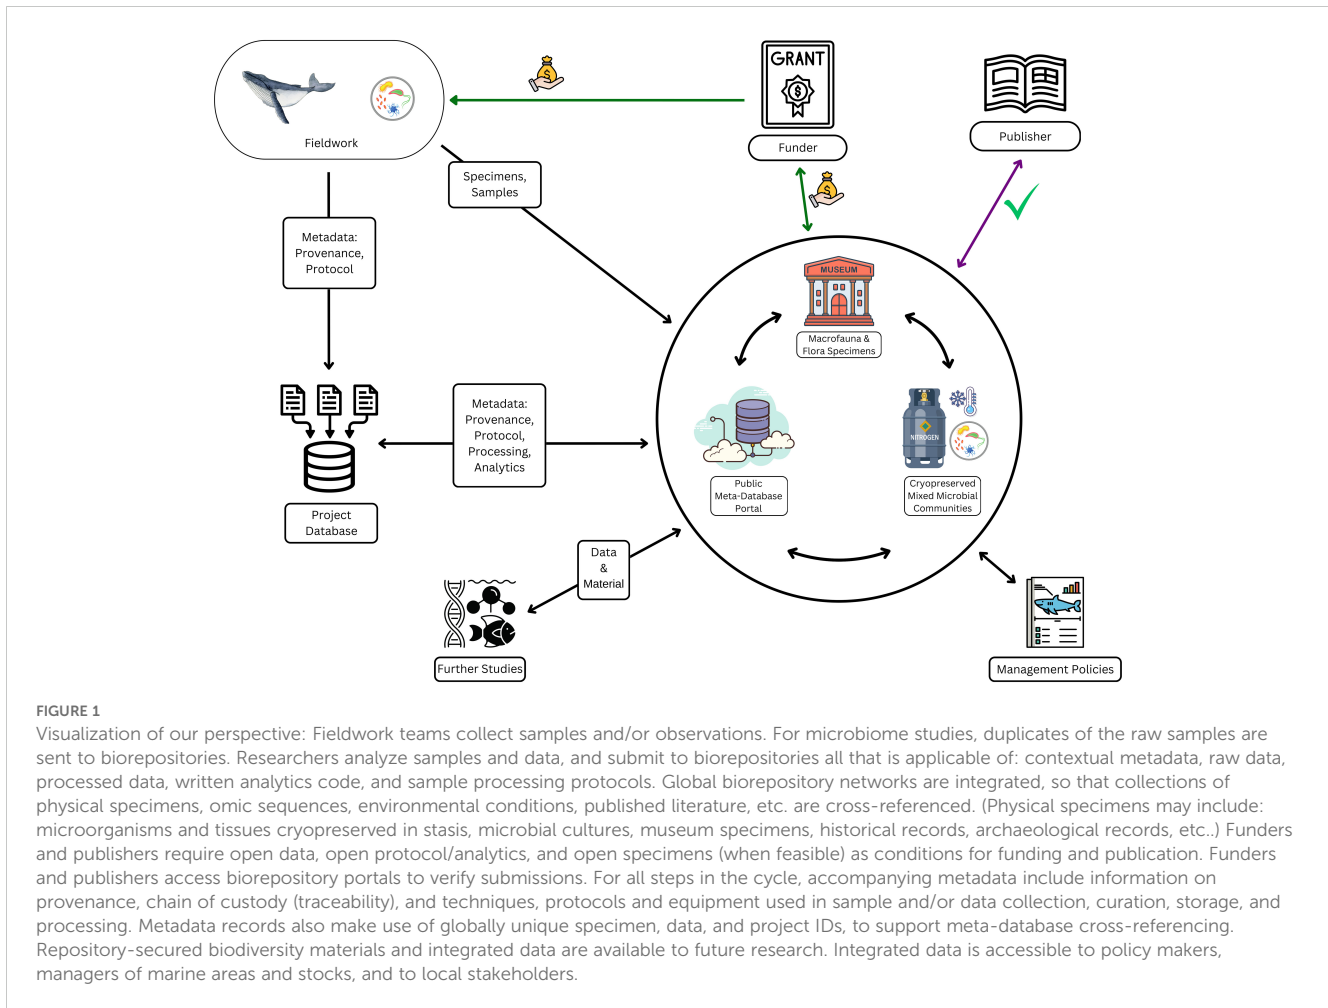 GRANT
Funder
Publisher
Fieldwork
Specimens,
Samples
Metadata:
Provenance,
Protocol
MUSEUM
Macrofauna &
Flora Specimens
Metadata:
Provenance,
Protocol,
Processing,
Analytics
NITROGEN
Public
Meta-Database
Portal
Cryopreserved
Mixed Microbial
Communities
Project
Database
Data
&
Material
Further Studies
Management Policies
FIGURE 1
Visualization of our perspective: Fieldwork teams collect samples and/or observations. For microbiome studies, duplicates of the raw samples are
sent to biorepositories. Researchers analyze samples and data, and submit to biorepositories all that is applicable of: contextual metadata, raw data,
processed data, written analytics code, and sample processing protocols. Global biorepository networks are integrated, so that collections of
physical specimens, omic sequences, environmental conditions, published literature, etc. are cross-referenced. (Physical specimens may include:
microorganisms and tissues cryopreserved in stasis, microbial cultures, museum specimens, historical records, archaeological records, etc..) Funders
and publishers require open data, open protocol/analytics, and open specimens (when feasible) as conditions for funding and publication. Funders
and publishers access biorepository portals to verify submissions. For all steps in the cycle, accompanying metadata include information on
provenance, chain of custody (traceability), and techniques, protocols and equipment used in sample and/or data collection, curation, storage, and
processing. Metadata records also make use of globally unique specimen, data, and project IDs, to support meta-database cross-referencing.
Repository-secured biodiversity materials and integrated data are available to future research. Integrated data is accessible to policy makers,
managers of marine areas and stocks, and to local stakeholders.